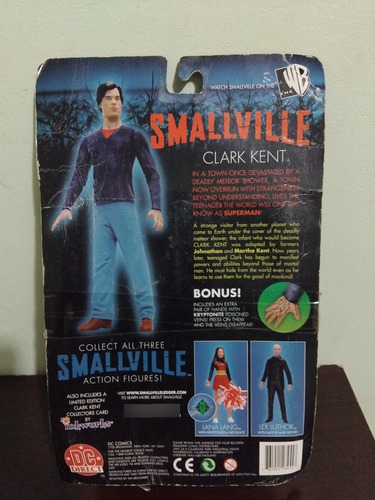 WATCH SMALLVILLE ON THE
WB
SMALLVILLE
CLARK KENT
IN A TOWN ONCE DEVASTATED BY A
DEADLY METEOR SHOWER, A TOWN
NOW OVERRUN WITH STRANGENESS
BEYOND UNDERSTANDING, LIVES THE
TEENAGER THE WORLD WILL ONE DAY
KNOW AS SUPERMAN!
A strange visitor from another planet who
came to Earth under the cover of the deadly
meteor shower, the infant who would become
CLARK KENT was adopted by farmers
Johnathan and Martha Kent. Now, years
later, teenaged Clark has begun to manifest
powers and abilities beyond those of mortal
men. He must hide from the world even as he
learns to use them for the good of mankind!
BONUS!
INCLUDES AN EXTRA
PAIR OF HANDS WITH
KRYPTONITE POISONED
VEINS! PRESS ON THEM
AND THE VEINS DISAPPEAR!
COLLECT ALL THREE
SMALLVILLE
ACTION FIGURES!
ALSO INCLUDES A
LIMITED EDITION
CLARK KENT
COLLECTORS CARD
BY
Inkworks
VISIT WWW.SMALLVILLELEDGER.COM
TO LEARN MORE ABOUT SMALLVILLE
LANA LANG
LEX LUTHOR
DC
DIRECT
DC COMICS